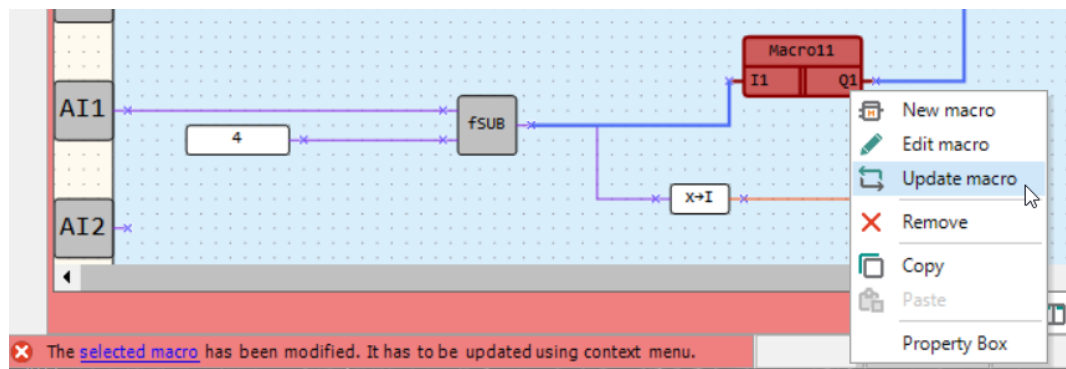 Macro11
I1 Q1
AI1
fSUB
4
New macro
Edit macro
Update macro
x→I
AI2
Remove
Copy
Paste
Property Box
The selected macro has been modified. It has to be updated using context menu.